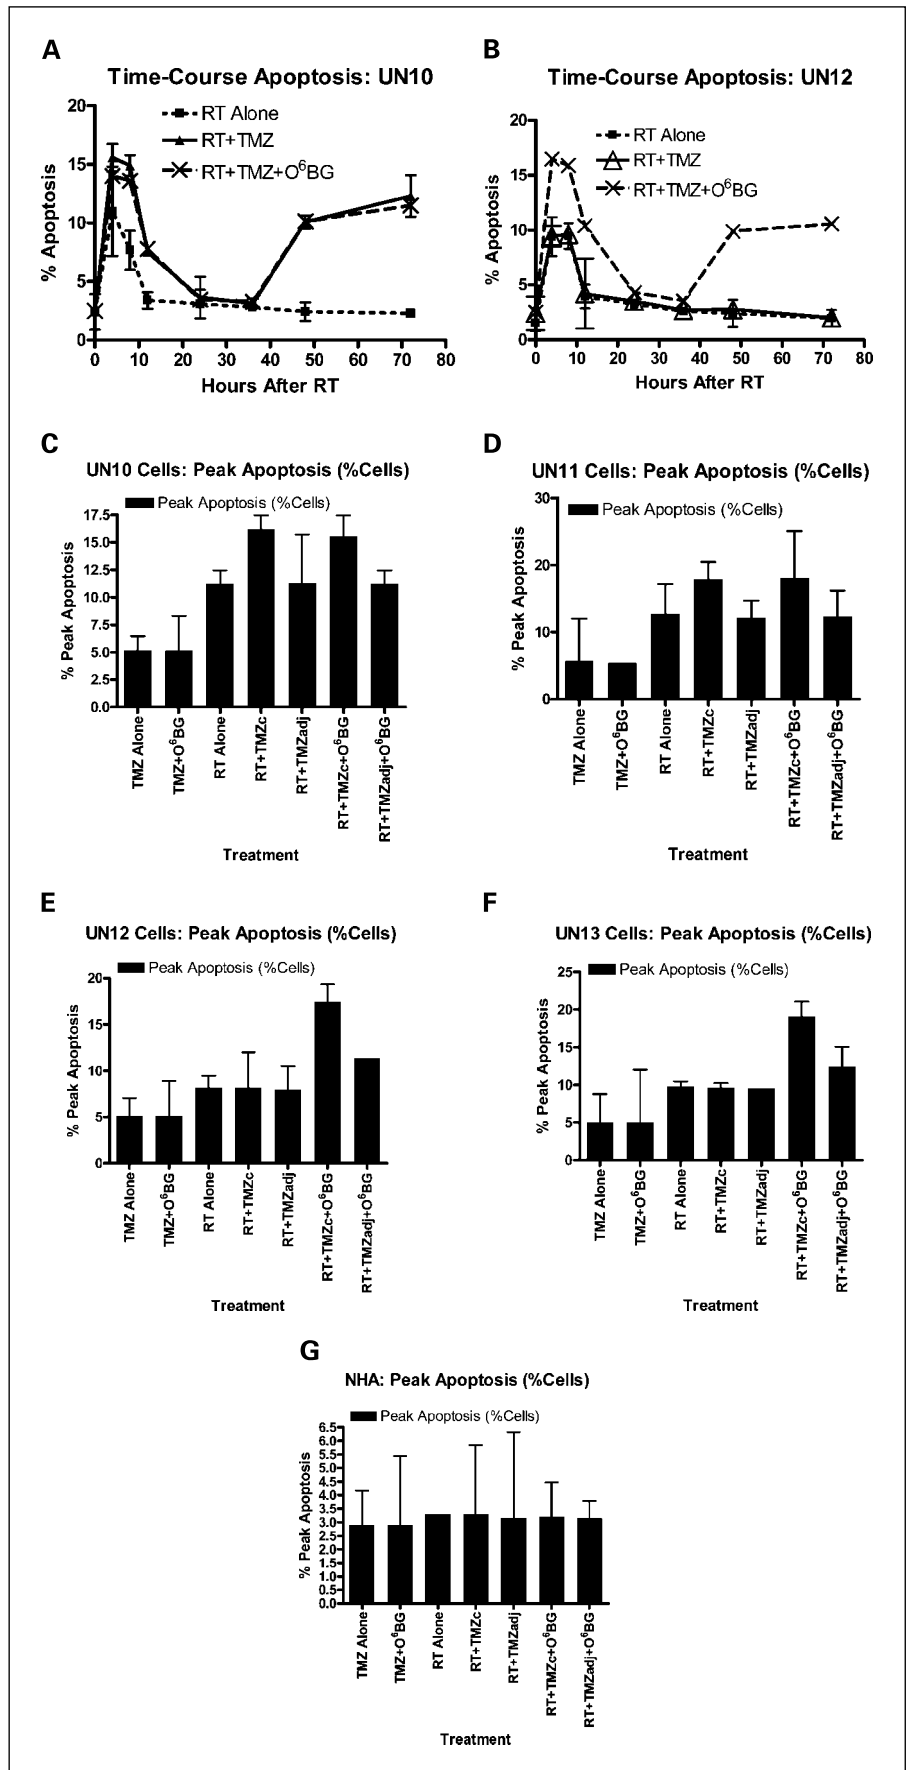 A
Time-Course Apoptosis: UN10
20
15
10
5
0
% Apoptosis
RT Alone
RT+TMZ
RT+TMZ+O⁶BG
0 10 20 30 40 50 60 70 80
Hours After RT
B
Time-Course Apoptosis: UN12
20
15
10
5
0
% Apoptosis
RT Alone
RT+TMZ
RT+TMZ+O⁶BG
0 10 20 30 40 50 60 70 80
Hours After RT
C
UN10 Cells: Peak Apoptosis (%Cells)
Peak Apoptosis (%Cells)
17.5
15.0
12.5
10.0
7.5
5.0
2.5
0.0
% Peak Apoptosis
TMZ Alone
TMZ+O⁶BG
RT Alone
RT+TMZc
RT+TMZadj
RT+TMZc+O⁶BG
RT+TMZadj+O⁶BG
Treatment
D
UN11 Cells: Peak Apoptosis (%Cells)
Peak Apoptosis (%Cells)
30
20
10
0
% Peak Apoptosis
TMZ Alone
TMZ+O⁶BG
RT Alone
RT+TMZc
RT+TMZadj
RT+TMZc+O⁶BG
RT+TMZadj+O⁶BG
Treatment
E
UN12 Cells: Peak Apoptosis (%Cells)
Peak Apoptosis (%Cells)
20
15
10
5
0
% Peak Apoptosis
TMZ Alone
TMZ+O⁶BG
RT Alone
RT+TMZc
RT+TMZadj
RT+TMZc+O⁶BG
RT+TMZadj+O⁶BG
Treatment
F
UN13 Cells: Peak Apoptosis (%Cells)
Peak Apoptosis (%Cells)
25
20
15
10
5
0
% Peak Apoptosis
TMZ Alone
TMZ+O⁶BG
RT Alone
RT+TMZc
RT+TMZadj
RT+TMZc+O⁶BG
RT+TMZadj+O⁶BG
Treatment
G
NHA: Peak Apoptosis (%Cells)
Peak Apoptosis (%Cells)
6.5
6.0
5.5
5.0
4.5
4.0
3.5
3.0
2.5
2.0
1.5
1.0
0.5
0.0
% Peak Apoptosis
TMZ Alone
TMZ+O⁶BG
RT Alone
RT+TMZc
RT+TMZadj
RT+TMZc+O⁶BG
RT+TMZadj+O⁶BG
Treatment